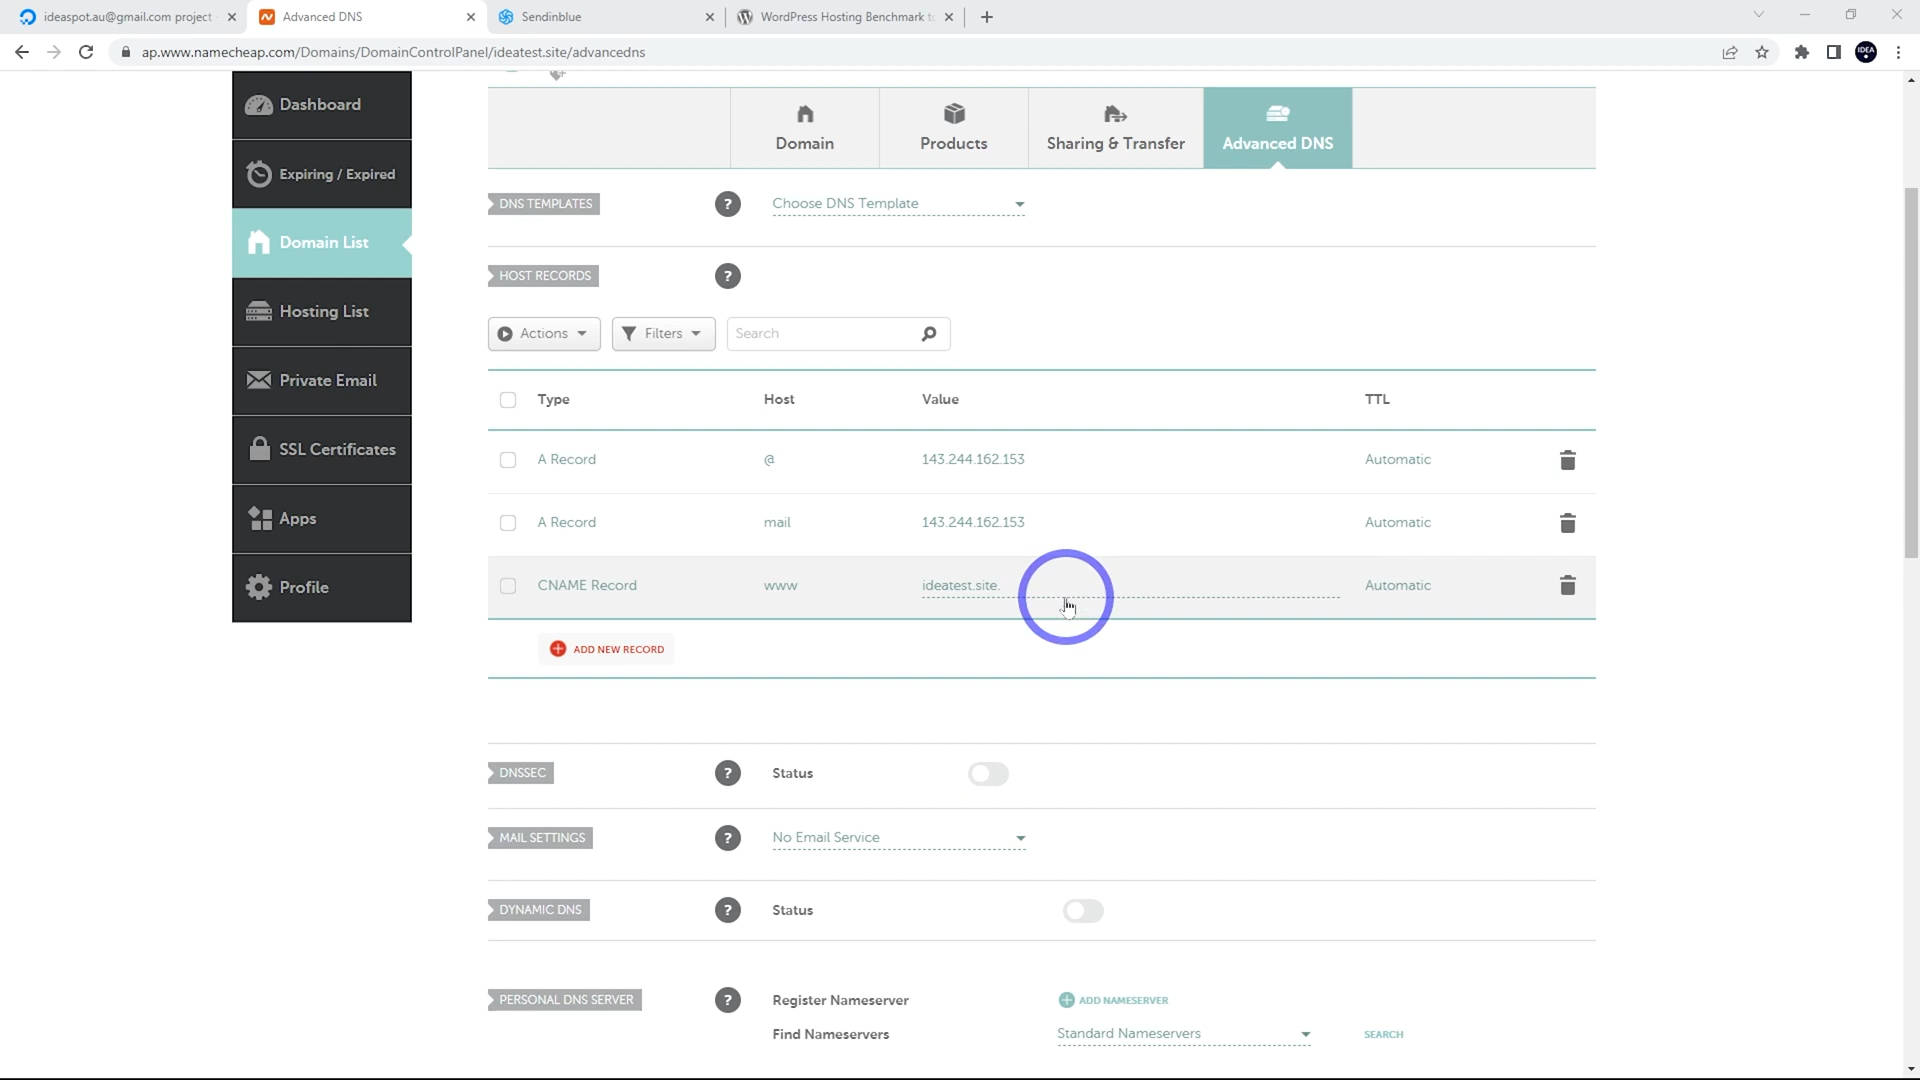 ideaspot.au@gmail.com project
Advanced DNS
Sendinblue
WordPress Hosting Benchmark to
ap.www.namecheap.com/Domains/DomainControlPanel/ideatest.site/advancedns
IDEA
Dashboard
Expiring / Expired
Domain List
Hosting List
Private Email
SSL Certificates
Apps
Profile
Domain
Products
Sharing & Transfer
Advanced DNS
DNS TEMPLATES
?
Choose DNS Template
HOST RECORDS
?
Actions
Filters
Search
Type Host Value TTL
A Record @ 143.244.162.153 Automatic
A Record mail 143.244.162.153 Automatic
CNAME Record www ideatest.site. Automatic
ADD NEW RECORD
DNSSEC ? Status
MAIL SETTINGS ? No Email Service
DYNAMIC DNS ? Status
PERSONAL DNS SERVER ? Register Nameserver ADD NAMESERVER
Find Nameservers Standard Nameservers SEARCH